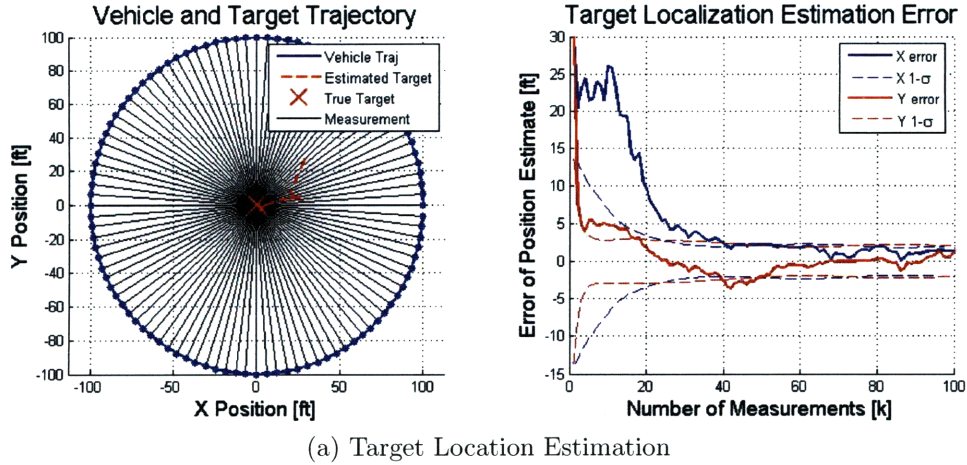 Vehicle and Target Trajectory
Target Localization Estimation Error
Y Position [ft]
100
80
60
40
20
0
-20
-40
-60
-80
-100
Vehicle Traj
Estimated Target
True Target
Measurement
-100
-50
0
50
100
X Position [ft]
Error of Position Estimate [ft]
30
25
20
15
10
5
0
-5
-10
-15
X error
X 1-σ
Y error
Y 1-σ
0
20
40
60
80
100
Number of Measurements [k]
(a) Target Location Estimation